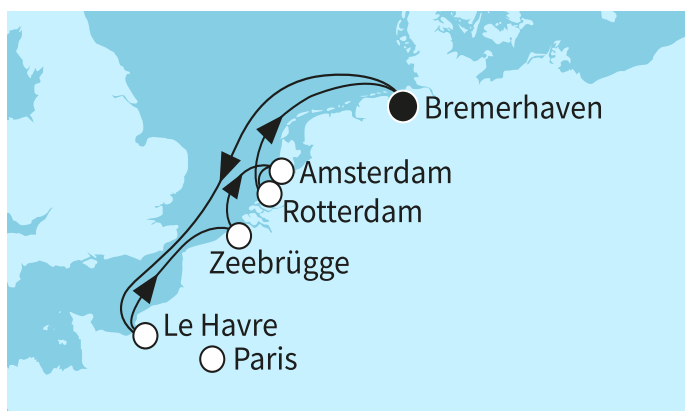 Bremerhaven
Amsterdam
Rotterdam
Zeebrügge
Le Havre
Paris